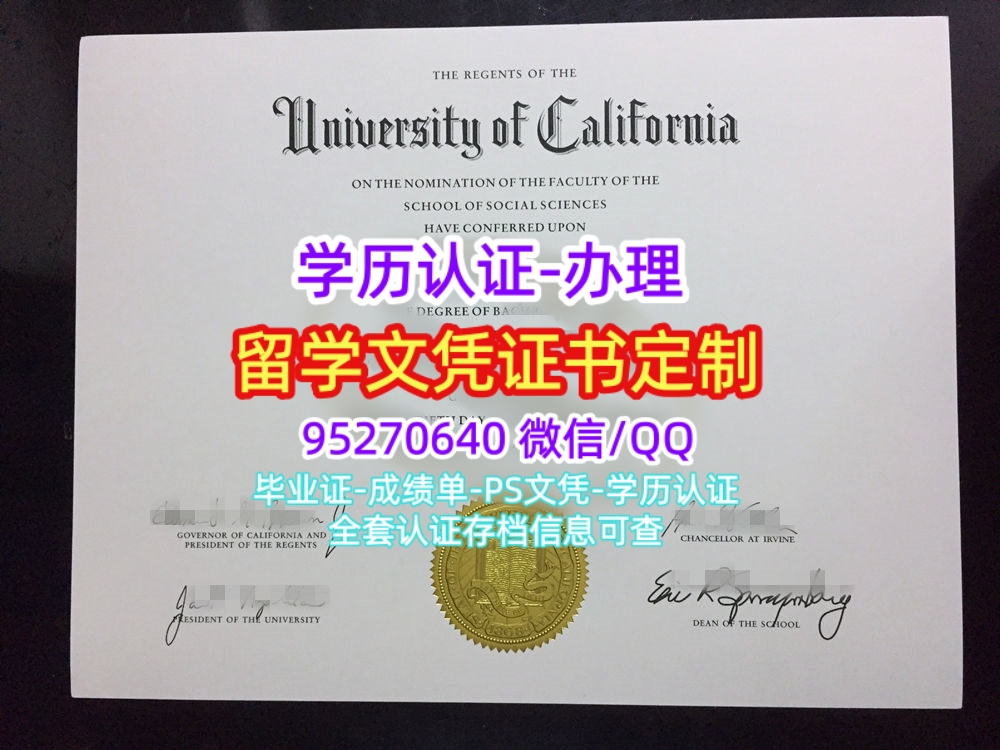 THE REGENTS OF THE
University of California
ON THE NOMINATION OF THE FACULTY OF THE
SCHOOL OF SOCIAL SCIENCES
HAVE CONFERRED UPON
学历认证-办理
DEGREE OF
留学文凭证书定制
DAY
95270640 微信/QQ
毕业证-成绩单-PS文凭-学历认证
全套认证存档信息可查
GOVERNOR OF CALIFORNIA AND
PRESIDENT OF THE REGENTS
CHANCELLOR AT IRVINE
PRESIDENT OF THE UNIVERSITY
DEAN OF THE SCHOOL